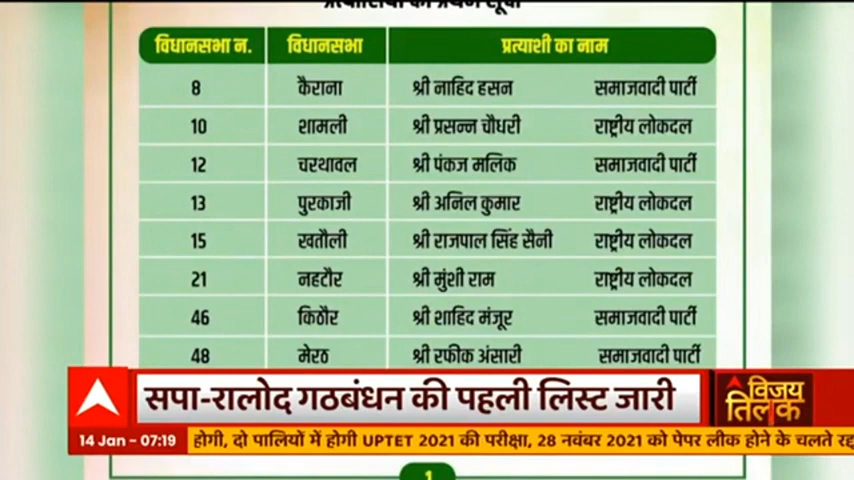 प्रत्याशियों की प्रथम सूची
विधानसभा न. विधानसभा प्रत्याशी का नाम
8 कैराना श्री नाहिद हसन समाजवादी पार्टी
10 शामली श्री प्रसन्न चौधरी राष्ट्रीय लोकदल
12 चरथावल श्री पंकज मलिक समाजवादी पार्टी
13 पुरकाजी श्री अनिल कुमार राष्ट्रीय लोकदल
15 खतौली श्री राजपाल सिंह सैनी राष्ट्रीय लोकदल
21 नहटौर श्री मुंशी राम राष्ट्रीय लोकदल
46 किठौर श्री शाहिद मंजूर समाजवादी पार्टी
48 मेरठ श्री रफीक अंसारी समाजवादी पार्टी
सपा-रालोद गठबंधन की पहली लिस्ट जारी
विजय
तिलक
14 Jan - 07:19 होगी, दो पालियों में होगी UPTET 2021 की परीक्षा, 28 नवंबर 2021 को पेपर लीक होने के चलते रद्द
1